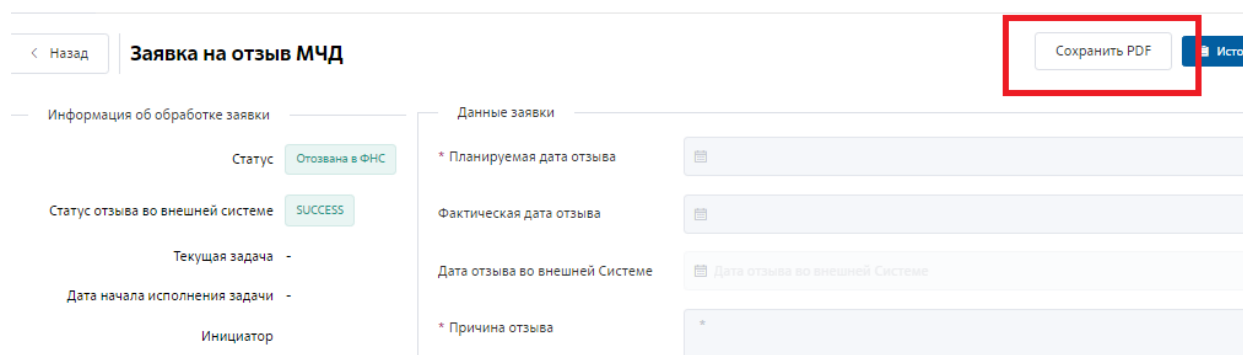 < Назад
Заявка на отзыв МЧД
Сохранить PDF
Информация об обработке заявки
Данные заявки
Статус
Отозвана в ФНС
* Планируемая дата отзыва
Статус отзыва во внешней системе
SUCCESS
Фактическая дата отзыва
Текущая задача -
Дата отзыва во внешней Системе
Дата отзыва во внешней Системе
Дата начала исполнения задачи -
Инициатор
* Причина отзыва
*